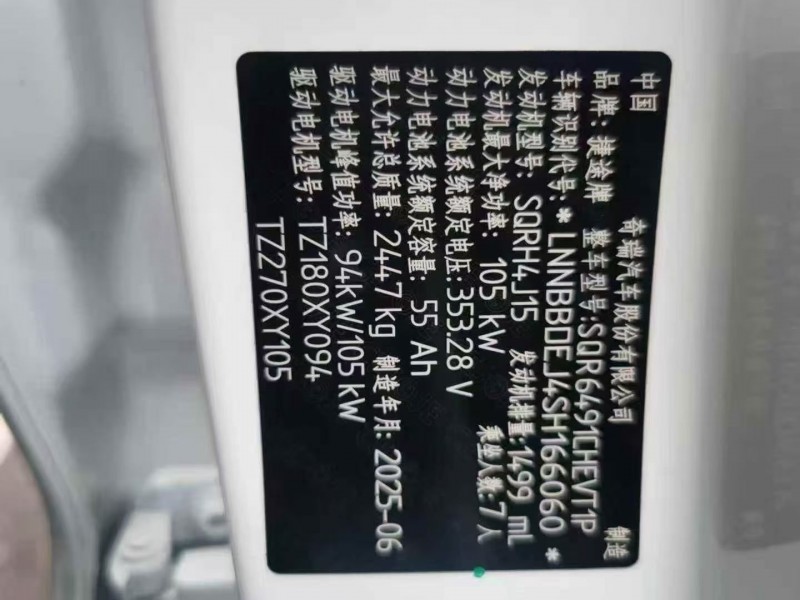 中国 奇瑞汽车股份有限公司 制造
品牌：捷途牌 整车型号：SQR6491CHEVT1P
车辆识别代号：*LNNBBDEJ4SH166060*
发动机型号：SQRH4J15 发动机排量：1499 mL
发动机最大净功率：105 kW 乘坐人数：7人
动力电池系统额定电压：353.28 V
动力电池系统额定容量：55 Ah
最大允许总质量：2447 kg 制造年月：2025-06
驱动电机峰值功率：94kW/105 kW
驱动电机型号：TZ180XY094
TZ270XY105